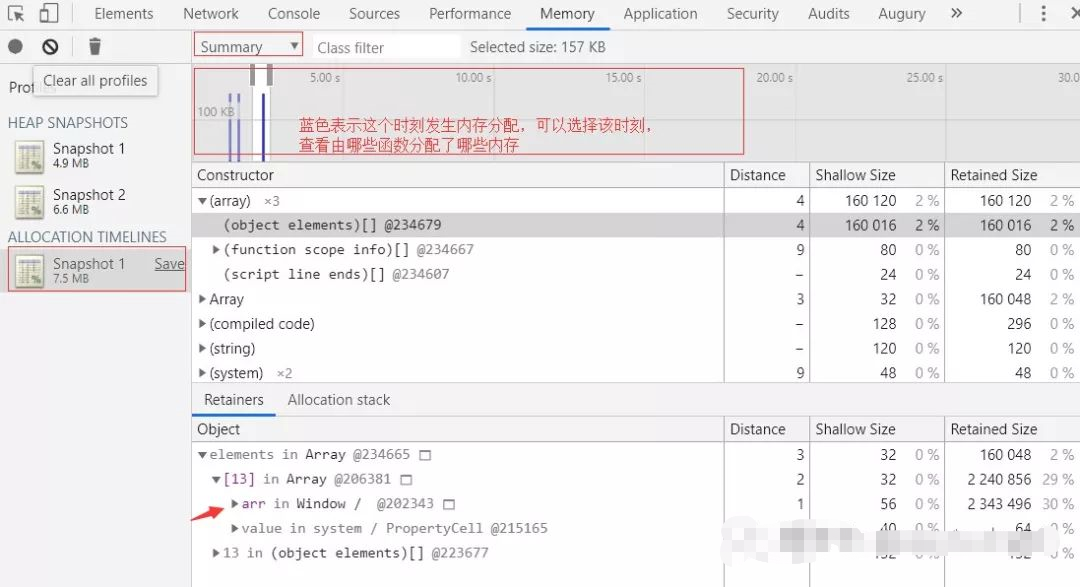 Elements Network Console Sources Performance Memory Application Security Audits Augury »
Summary ▼ Class filter Selected size: 157 KB
Clear all profiles
HEAP SNAPSHOTS
Snapshot 1
4.9 MB
Snapshot 2
6.6 MB
ALLOCATION TIMELINES
Snapshot 1 Save
7.5 MB
5.00 s 10.00 s 15.00 s 20.00 s 25.00 s 30.0
100 KB
蓝色表示这个时刻发生内存分配，可以选择该时刻，
查看由哪些函数分配了哪些内存
Constructor Distance Shallow Size Retained Size
▼(array) ×3 4 160 120 2 % 160 120 2 %
(object elements)[] @234679 4 160 016 2 % 160 016 2 %
▶(function scope info)[] @234667 9 80 0 % 80 0 %
(script line ends)[] @234607 – 24 0 % 24 0 %
▶Array 3 32 0 % 160 048 2 %
▶(compiled code) – 128 0 % 296 0 %
▶(string) – 120 0 % 120 0 %
▶(system) ×2 9 48 0 % 48 0 %
Retainers Allocation stack
Object Distance Shallow Size Retained Size
▼elements in Array @234665 3 32 0 % 160 048 2 %
▼[13] in Array @206381 2 32 0 % 2 240 856 29 %
▶arr in Window / @202343 1 56 0 % 2 343 496 30 %
▶value in system / PropertyCell @215165 0 % 0 %
▶13 in (object elements)[] @223677 0 %